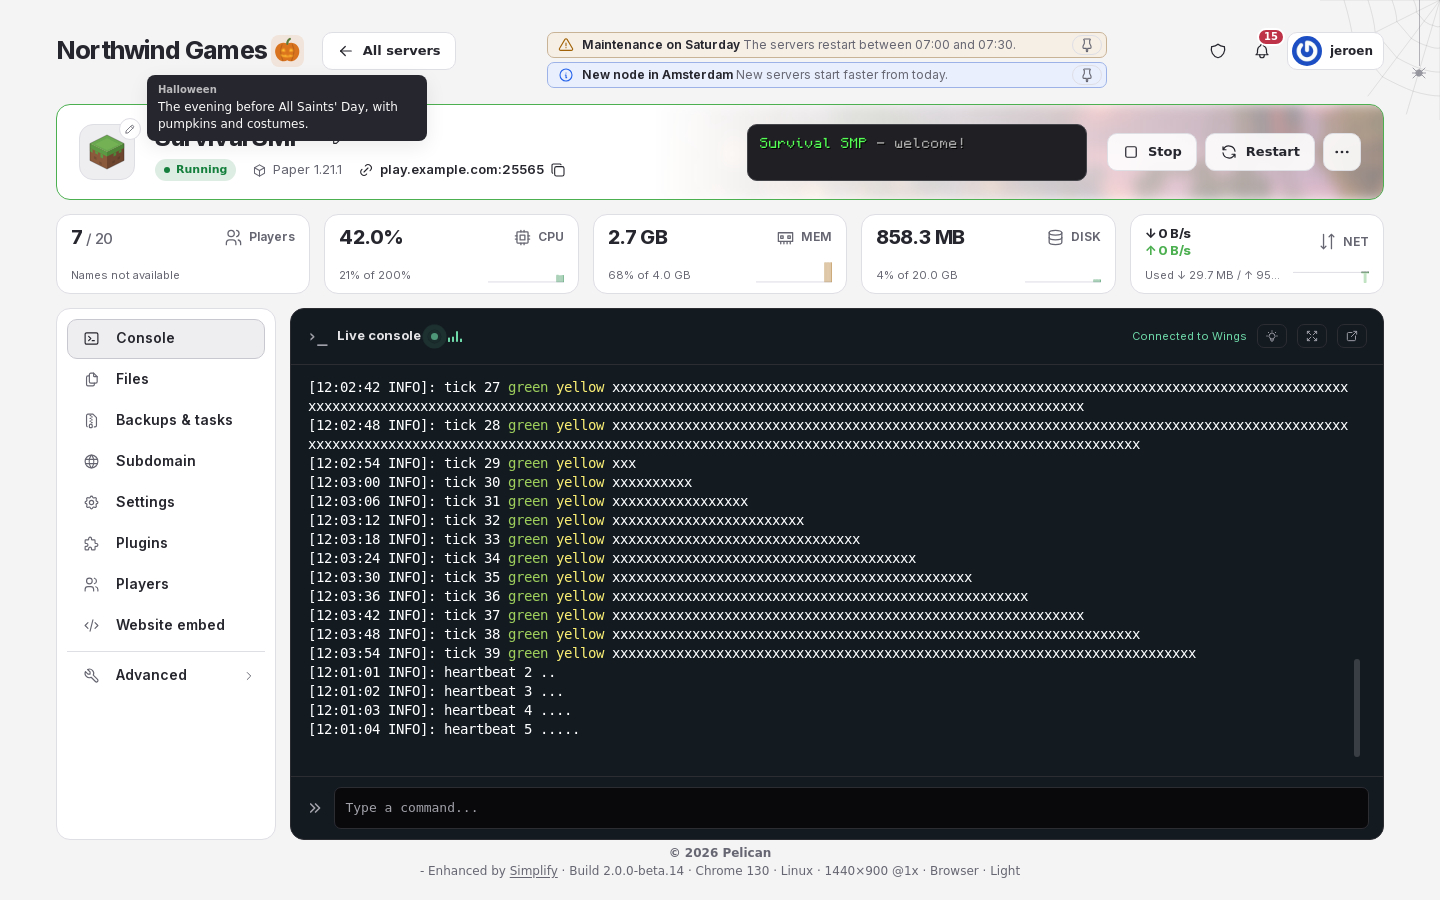 Northwind Games
All servers
Maintenance on Saturday The servers restart between 07:00 and 07:30.
New node in Amsterdam New servers start faster from today.
15
jeroen
Halloween
The evening before All Saints' Day, with
pumpkins and costumes.
Survival SMP
Running
Paper 1.21.1
play.example.com:25565
Survival SMP - welcome!
Stop
Restart
7 / 20
Players
Names not available
42.0%
CPU
21% of 200%
2.7 GB
MEM
68% of 4.0 GB
858.3 MB
DISK
4% of 20.0 GB
↓ 0 B/s
↑ 0 B/s
NET
Used ↓ 29.7 MB / ↑ 95...
Console
Files
Backups & tasks
Subdomain
Settings
Plugins
Players
Website embed
Advanced
Live console
Connected to Wings
[12:02:42 INFO]: tick 27 green yellow xxxxxxxxxxxxxxxxxxxxxxxxxxxxxxxxxxxxxxxxxxxxxxxxxxxxxxxxxxxxxxxxxxxxxxxxxxxxxxxxxxxxxxxxxxxx
xxxxxxxxxxxxxxxxxxxxxxxxxxxxxxxxxxxxxxxxxxxxxxxxxxxxxxxxxxxxxxxxxxxxxxxxxxxxxxxxxxxxxxxxxxxxxxxxx
[12:02:48 INFO]: tick 28 green yellow xxxxxxxxxxxxxxxxxxxxxxxxxxxxxxxxxxxxxxxxxxxxxxxxxxxxxxxxxxxxxxxxxxxxxxxxxxxxxxxxxxxxxxxxxxxx
xxxxxxxxxxxxxxxxxxxxxxxxxxxxxxxxxxxxxxxxxxxxxxxxxxxxxxxxxxxxxxxxxxxxxxxxxxxxxxxxxxxxxxxxxxxxxxxxxxxxxxxx
[12:02:54 INFO]: tick 29 green yellow xxx
[12:03:00 INFO]: tick 30 green yellow xxxxxxxxxx
[12:03:06 INFO]: tick 31 green yellow xxxxxxxxxxxxxxxxx
[12:03:12 INFO]: tick 32 green yellow xxxxxxxxxxxxxxxxxxxxxxxx
[12:03:18 INFO]: tick 33 green yellow xxxxxxxxxxxxxxxxxxxxxxxxxxxxxxx
[12:03:24 INFO]: tick 34 green yellow xxxxxxxxxxxxxxxxxxxxxxxxxxxxxxxxxxxxxx
[12:03:30 INFO]: tick 35 green yellow xxxxxxxxxxxxxxxxxxxxxxxxxxxxxxxxxxxxxxxxxxxxx
[12:03:36 INFO]: tick 36 green yellow xxxxxxxxxxxxxxxxxxxxxxxxxxxxxxxxxxxxxxxxxxxxxxxxxxxx
[12:03:42 INFO]: tick 37 green yellow xxxxxxxxxxxxxxxxxxxxxxxxxxxxxxxxxxxxxxxxxxxxxxxxxxxxxxxxxxx
[12:03:48 INFO]: tick 38 green yellow xxxxxxxxxxxxxxxxxxxxxxxxxxxxxxxxxxxxxxxxxxxxxxxxxxxxxxxxxxxxxxxxxx
[12:03:54 INFO]: tick 39 green yellow xxxxxxxxxxxxxxxxxxxxxxxxxxxxxxxxxxxxxxxxxxxxxxxxxxxxxxxxxxxxxxxxxxxxxxxxx
[12:01:01 INFO]: heartbeat 2 ..
[12:01:02 INFO]: heartbeat 3 ...
[12:01:03 INFO]: heartbeat 4 ....
[12:01:04 INFO]: heartbeat 5 .....
Type a command...
© 2026 Pelican
- Enhanced by Simplify · Build 2.0.0-beta.14 · Chrome 130 · Linux · 1440×900 @1x · Browser · Light